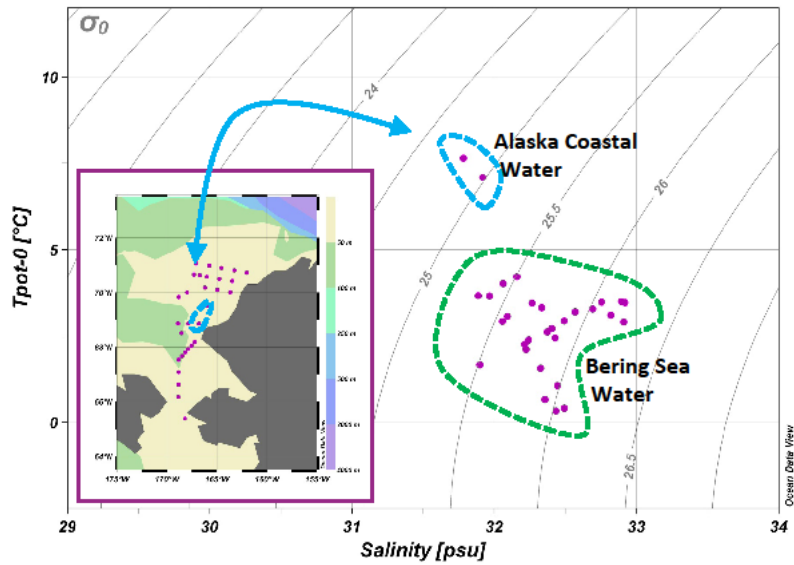 σ0
10
5
0
Tpot-0 [°C]
29
30
31
32
33
34
Salinity [psu]
24
25
25.5
26
26.5
Alaska Coastal
Water
Bering Sea
Water
72°N
70°N
68°N
66°N
64°N
175°W
170°W
165°W
160°W
155°W
50 m
100 m
Ocean Data View